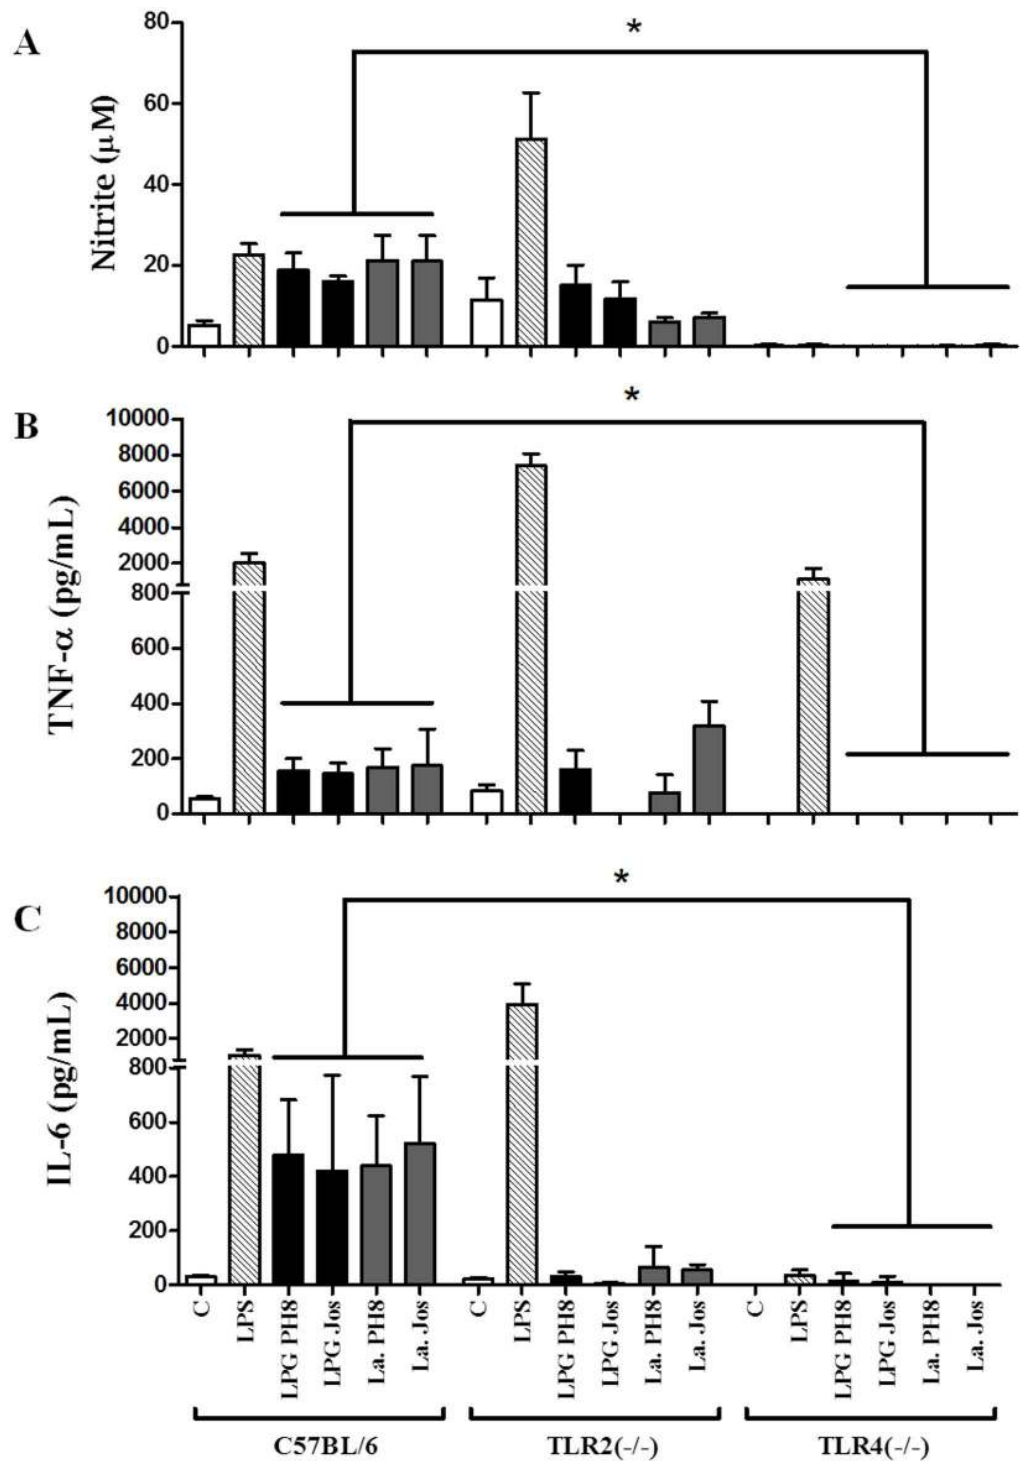 A
Nitrite (µM)
80
60
40
20
0
*
B
TNF-α (pg/mL)
10000
8000
6000
4000
2000
800
600
400
200
0
*
C
IL-6 (pg/mL)
10000
8000
6000
4000
2000
800
600
400
200
0
*
C
LPS
LPG PH8
LPG Jos
La. PH8
La. Jos
C
LPS
LPG PH8
LPG Jos
La. PH8
La. Jos
C
LPS
LPG PH8
LPG Jos
La. PH8
La. Jos
C57BL/6
TLR2(-/-)
TLR4(-/-)